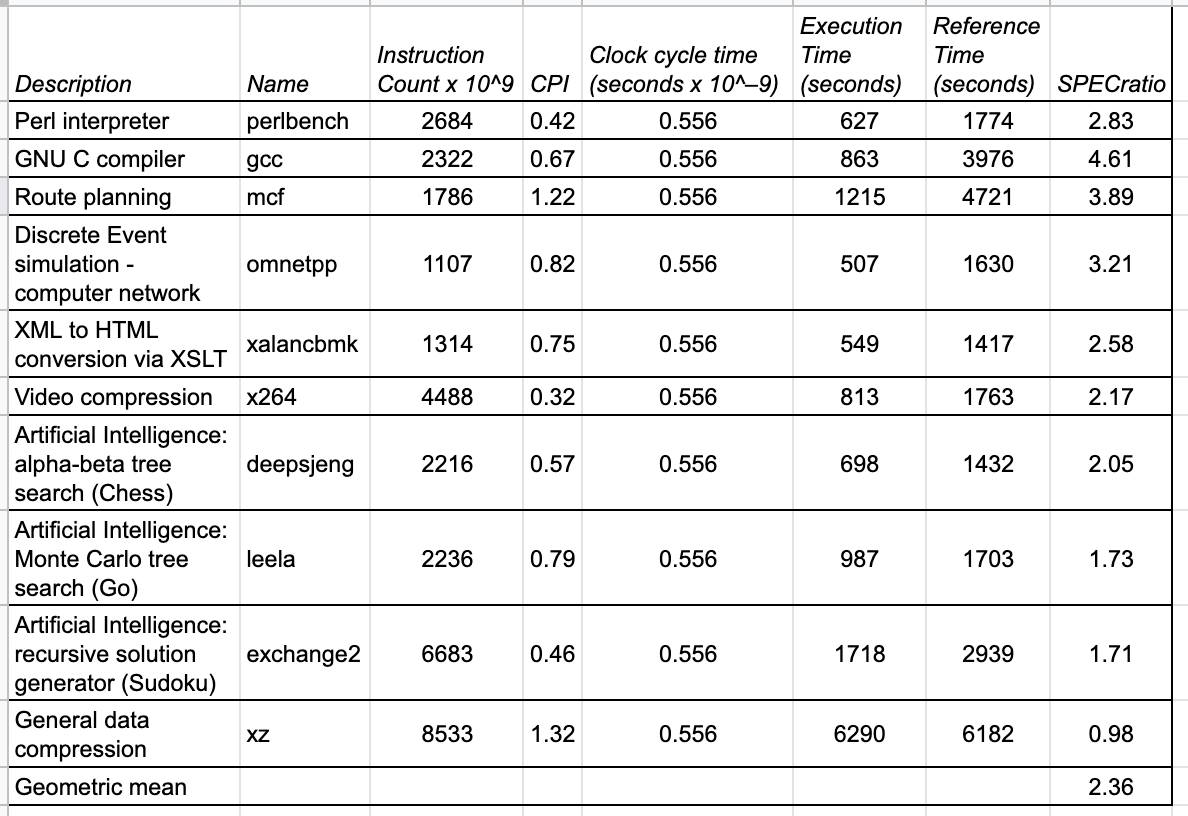 Description Name Instruction Count x 10^9 CPI Clock cycle time (seconds x 10^–9) Execution Time (seconds) Reference Time (seconds) SPECratio
Perl interpreter perlbench 2684 0.42 0.556 627 1774 2.83
GNU C compiler gcc 2322 0.67 0.556 863 3976 4.61
Route planning mcf 1786 1.22 0.556 1215 4721 3.89
Discrete Event
simulation -
computer network omnetpp 1107 0.82 0.556 507 1630 3.21
XML to HTML
conversion via XSLT xalancbmk 1314 0.75 0.556 549 1417 2.58
Video compression x264 4488 0.32 0.556 813 1763 2.17
Artificial Intelligence:
alpha-beta tree
search (Chess) deepsjeng 2216 0.57 0.556 698 1432 2.05
Artificial Intelligence:
Monte Carlo tree
search (Go) leela 2236 0.79 0.556 987 1703 1.73
Artificial Intelligence:
recursive solution
generator (Sudoku) exchange2 6683 0.46 0.556 1718 2939 1.71
General data
compression xz 8533 1.32 0.556 6290 6182 0.98
Geometric mean 2.36